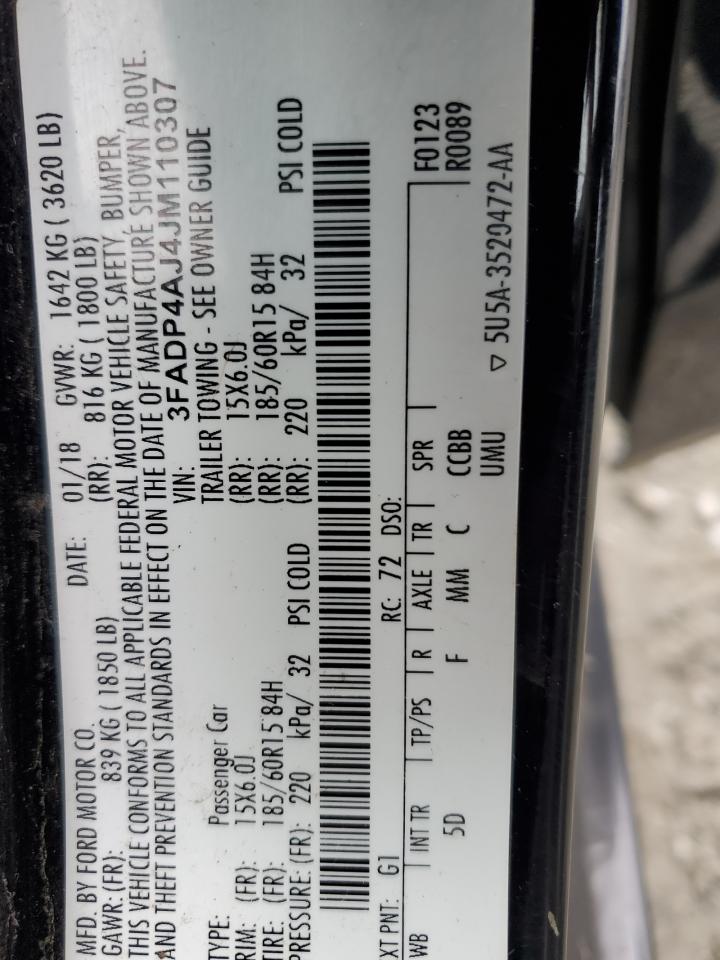 MFD. BY FORD MOTOR CO. DATE: 01/18 GVWR: 1642 KG ( 3620 LB)
GAWR: (FR): 839 KG ( 1850 LB) (RR): 816 KG ( 1800 LB)
THIS VEHICLE CONFORMS TO ALL APPLICABLE FEDERAL MOTOR VEHICLE SAFETY, BUMPER,
AND THEFT PREVENTION STANDARDS IN EFFECT ON THE DATE OF MANUFACTURE SHOWN ABOVE.
VIN: 3FADP4AJ4JM110307
TYPE: Passenger Car TRAILER TOWING - SEE OWNER GUIDE
RIM: (FR): 15X6.0J (RR): 15X6.0J
TIRE: (FR): 185/60R15 84H (RR): 185/60R15 84H
PRESSURE: (FR): 220 kPa/ 32 PSI COLD (RR): 220 kPa/ 32 PSI COLD
XT PNT: G1 RC: 72 DSO: F0123
WB INT TR TP/PS R AXLE TR SPR R0089
5D F MM C CCBB
UMU ▽ 5U5A-3520472-AA